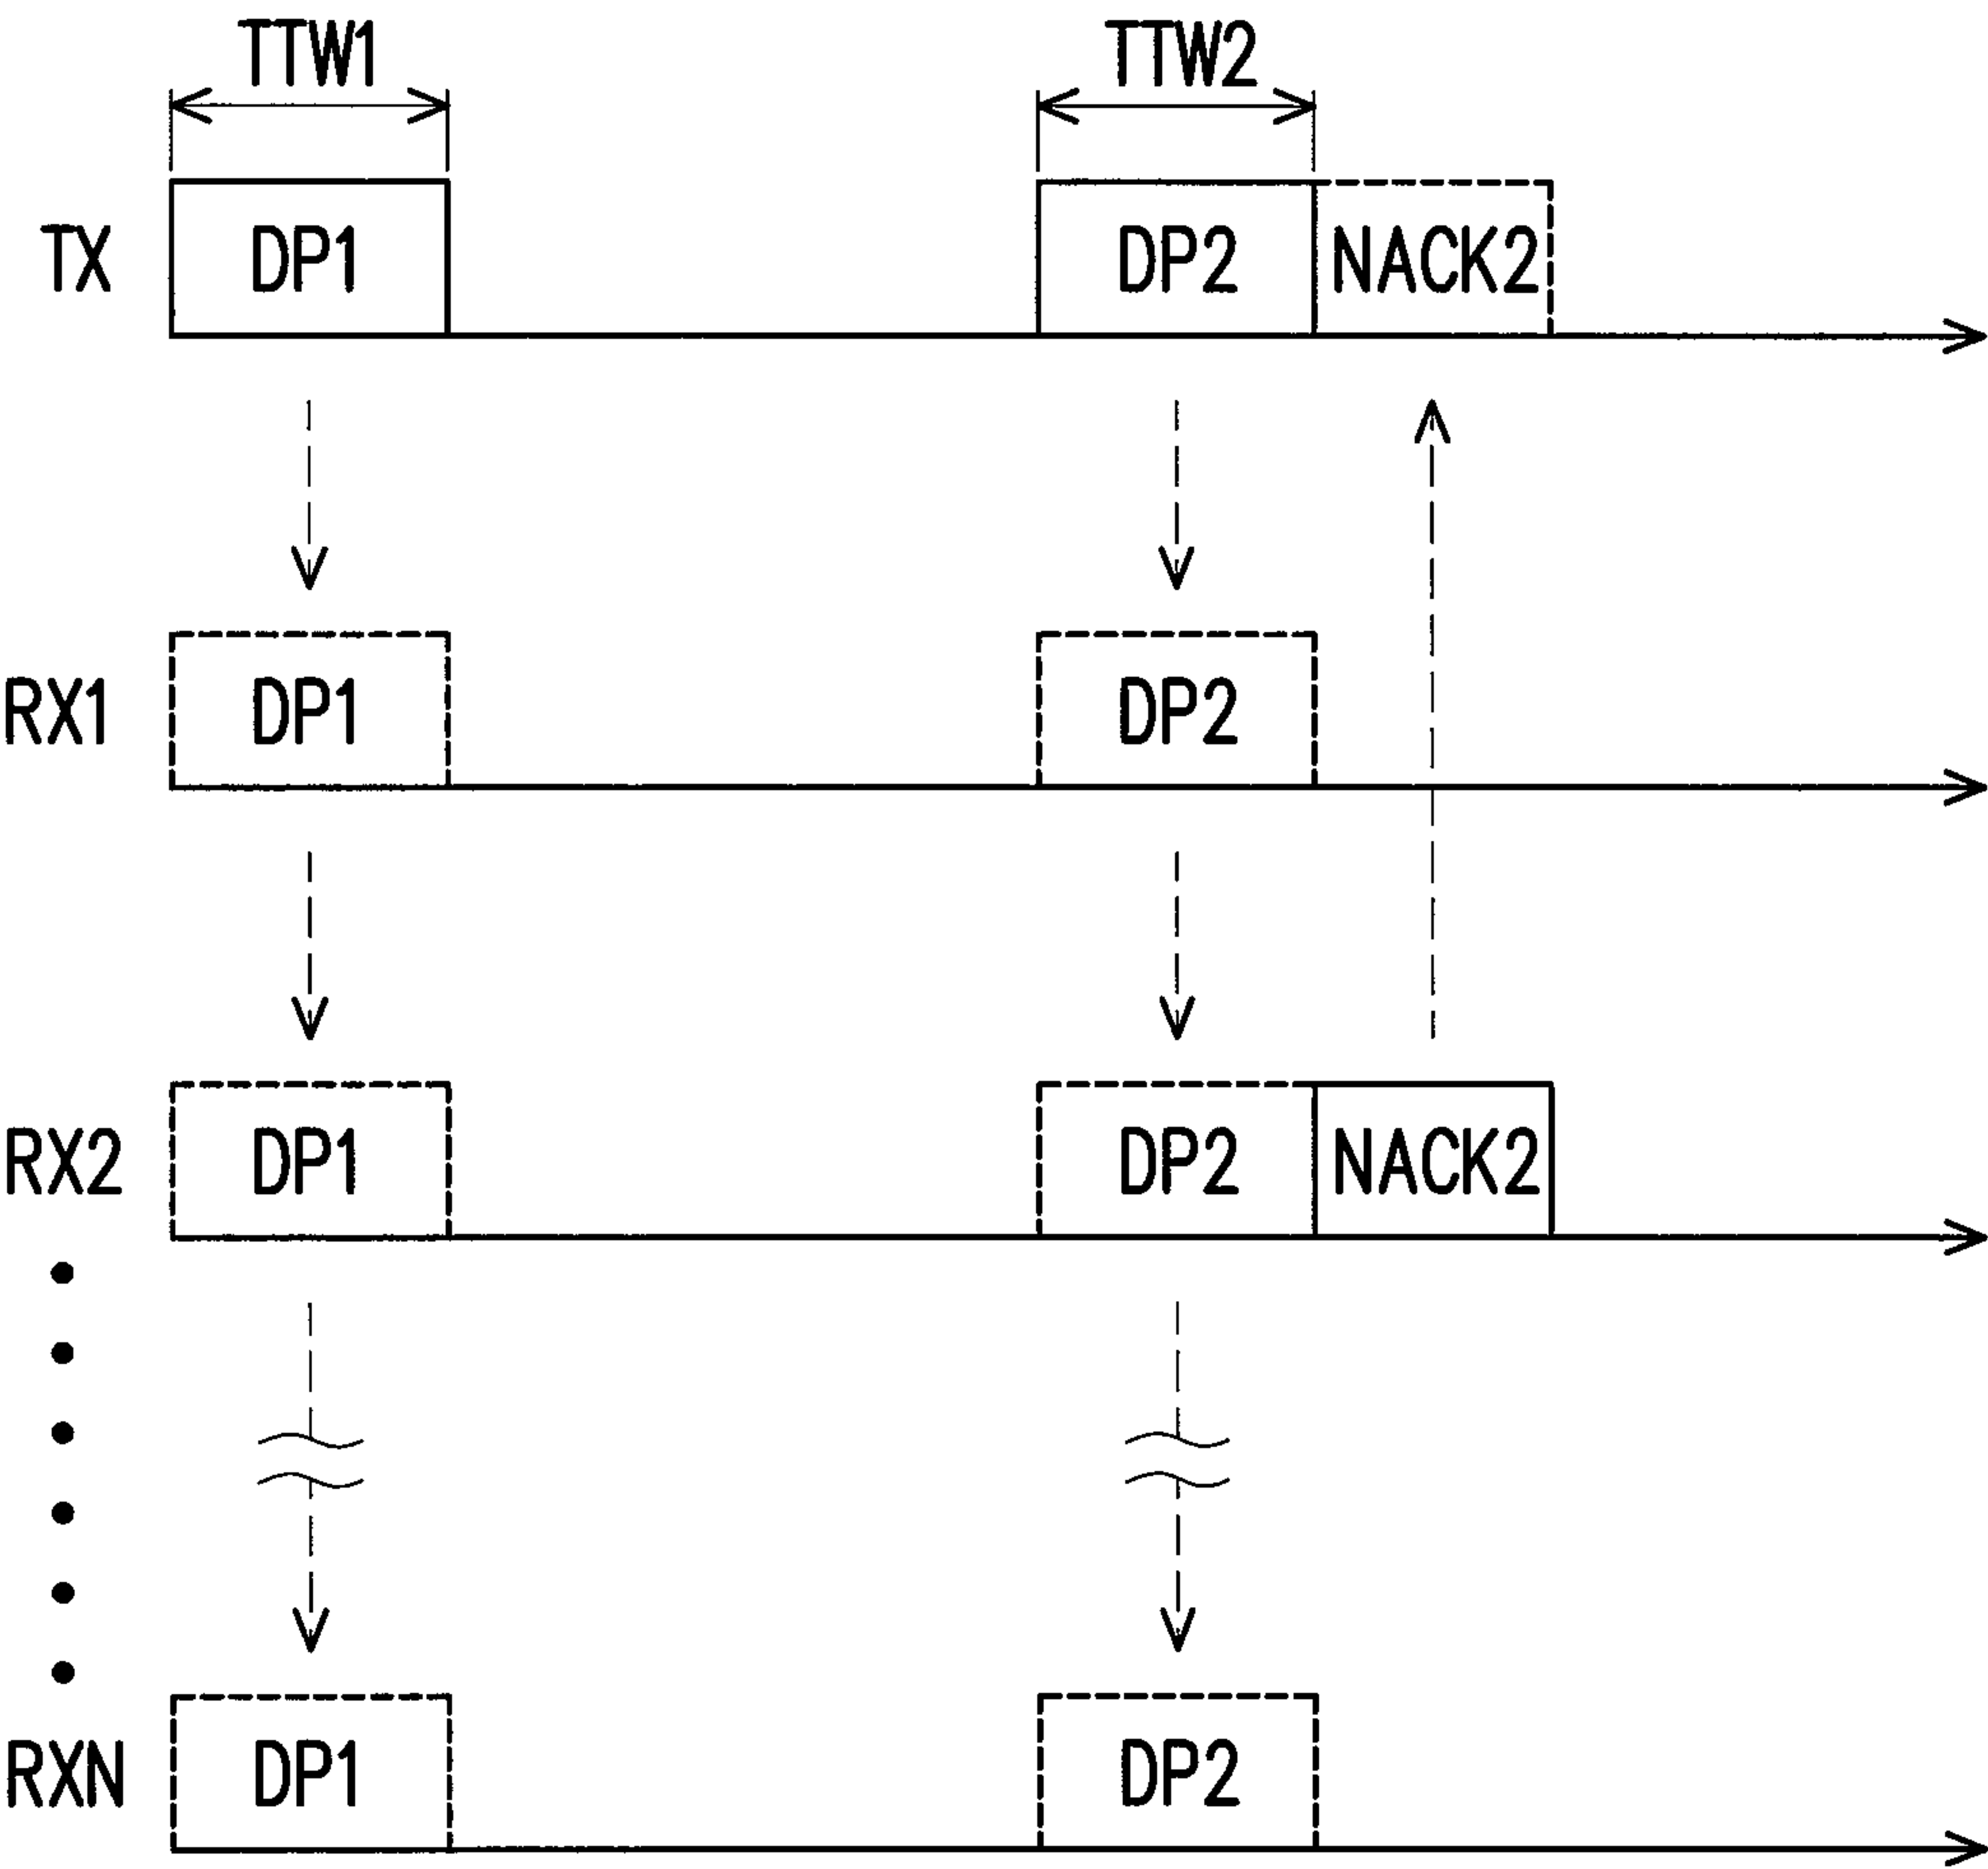 TTW1 TTW2
TX DP1 DP2 NACK2
RX1 DP1 DP2
RX2 DP1 DP2 NACK2
RXN DP1 DP2